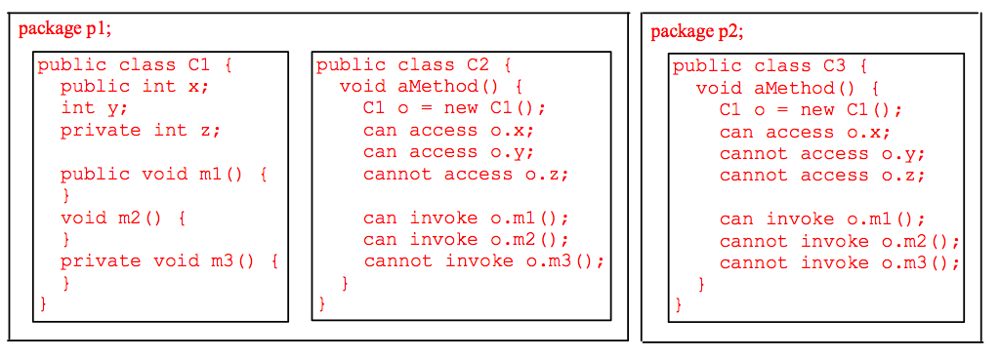 package p1;
public class C1 {
public int x;
int y;
private int z;
public void m1() {
}
void m2() {
}
private void m3() {
}
}
public class C2 {
void aMethod() {
C1 o = new C1();
can access o.x;
can access o.y;
cannot access o.z;
can invoke o.m1();
can invoke o.m2();
cannot invoke o.m3();
}
}
package p2;
public class C3 {
void aMethod() {
C1 o = new C1();
can access o.x;
cannot access o.y;
cannot access o.z;
can invoke o.m1();
cannot invoke o.m2();
cannot invoke o.m3();
}
}